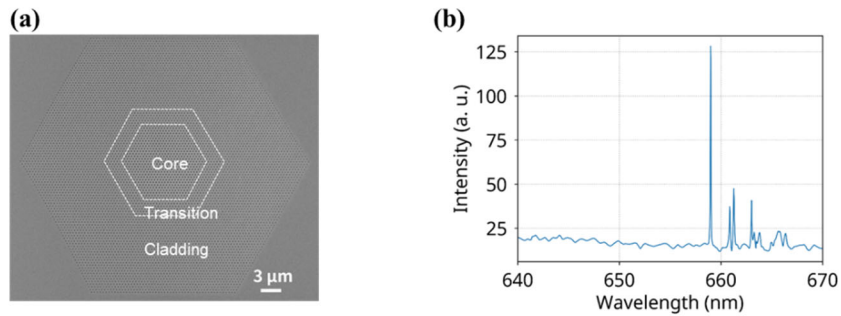 (a)
Core
Transition
Cladding
3 μm
(b)
Intensity (a. u.)
125
100
75
50
25
640
650
660
670
Wavelength (nm)